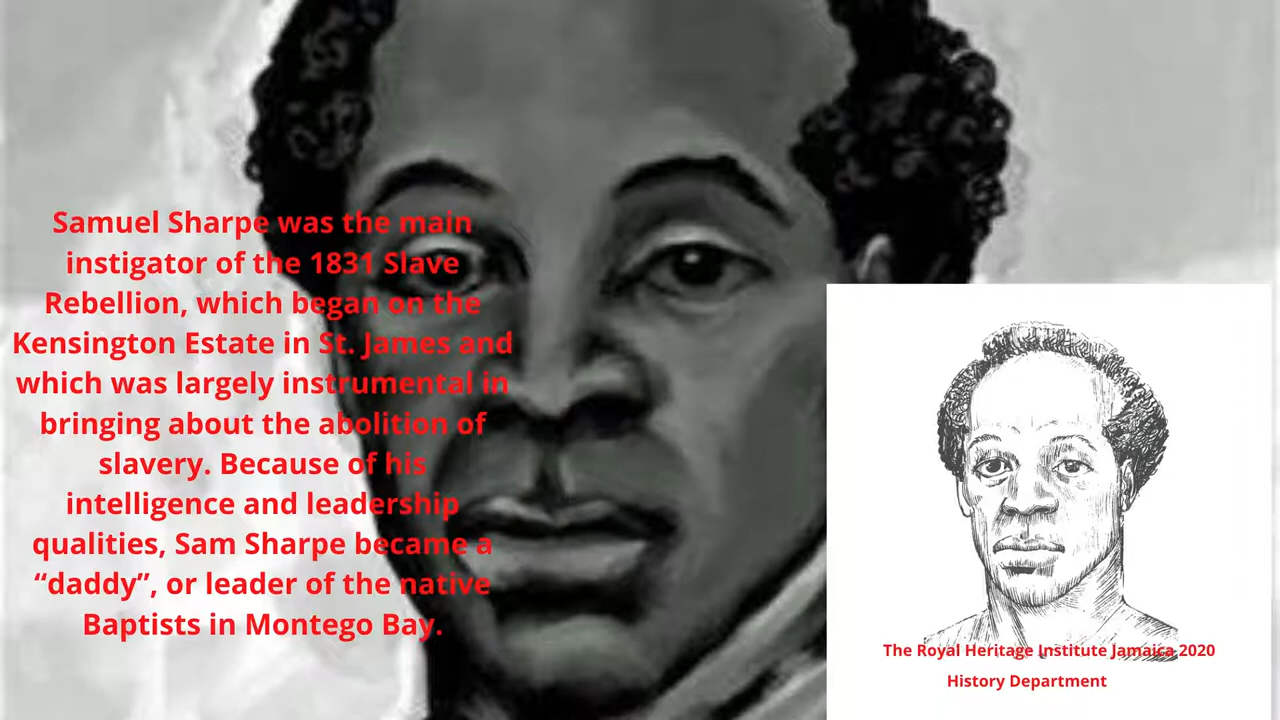 Samuel Sharpe was the main
instigator of the 1831 Slave
Rebellion, which began on the
Kensington Estate in St. James and
which was largely instrumental in
bringing about the abolition of
slavery. Because of his
intelligence and leadership
qualities, Sam Sharpe became a
“daddy”, or leader of the native
Baptists in Montego Bay.
The Royal Heritage Institute Jamaica 2020
History Department